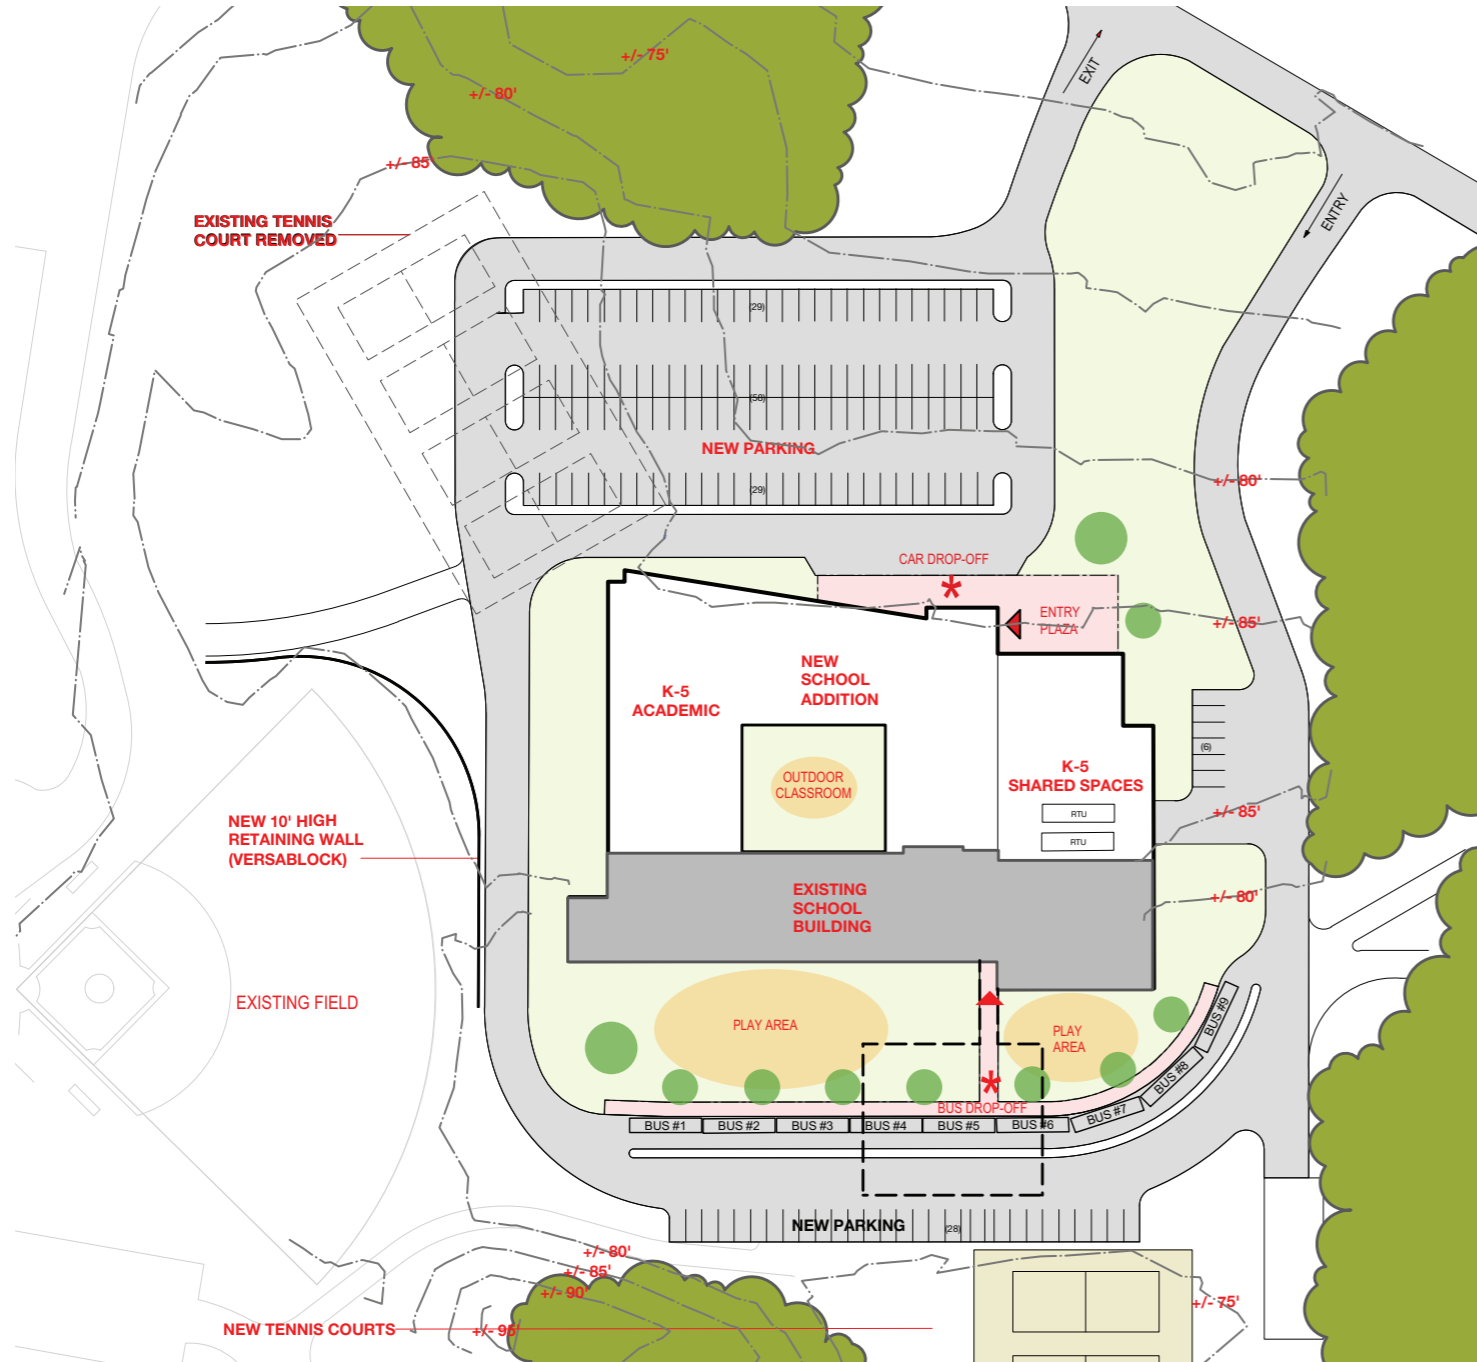 +/- 75'
+/- 80'
EXIT
+/- 85'
ENTRY
EXISTING TENNIS
COURT REMOVED
(29)
(58)
NEW PARKING
(29)
+/- 80'
CAR DROP-OFF
*
ENTRY
PLAZA
+/- 85'
NEW
SCHOOL
ADDITION
K-5
ACADEMIC
(6)
K-5
SHARED SPACES
OUTDOOR
CLASSROOM
RTU
RTU
+/- 85'
NEW 10' HIGH
RETAINING WALL
(VERSABLOCK)
EXISTING
SCHOOL
BUILDING
+/- 80'
EXISTING FIELD
PLAY AREA
PLAY
AREA
*
BUS DROP-OFF
BUS #1
BUS #2
BUS #3
BUS #4
BUS #5
BUS #6
BUS #7
BUS #8
BUS #9
NEW PARKING
(28)
+/- 80'
+/- 85'
+/- 90'
+/- 95'
+/- 75'
NEW TENNIS COURTS